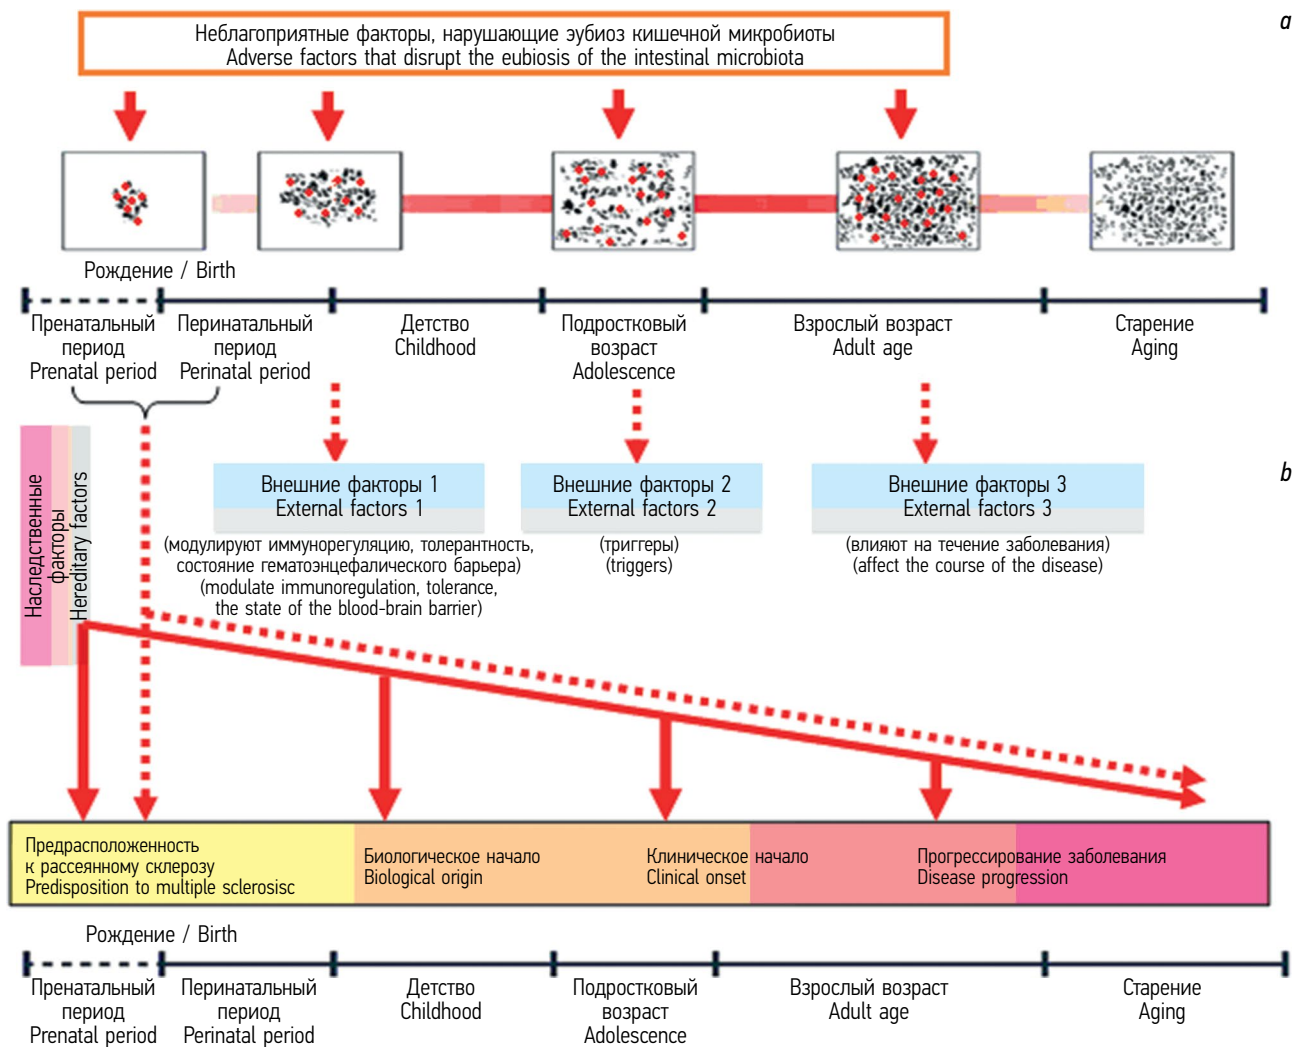 a
Неблагоприятные факторы, нарушающие эубиоз кишечной микробиоты
Adverse factors that disrupt the eubiosis of the intestinal microbiota
Рождение / Birth
Пренатальный
период
Prenatal period
Перинатальный
период
Perinatal period
Детство
Childhood
Подростковый
возраст
Adolescence
Взрослый возраст
Adult age
Старение
Aging
b
Наследственные
факторы
Hereditary factors
Внешние факторы 1
External factors 1
(модулируют иммунорегуляцию, толерантность,
состояние гематоэнцефалического барьера)
(modulate immunoregulation, tolerance,
the state of the blood-brain barrier)
Внешние факторы 2
External factors 2
(триггеры)
(triggers)
Внешние факторы 3
External factors 3
(влияют на течение заболевания)
(affect the course of the disease)
Предрасположенность
к рассеянному склерозу
Predisposition to multiple sclerosisc
Биологическое начало
Biological origin
Клиническое начало
Clinical onset
Прогрессирование заболевания
Disease progression
Рождение / Birth
Пренатальный
период
Prenatal period
Перинатальный
период
Perinatal period
Детство
Childhood
Подростковый
возраст
Adolescence
Взрослый возраст
Adult age
Старение
Aging